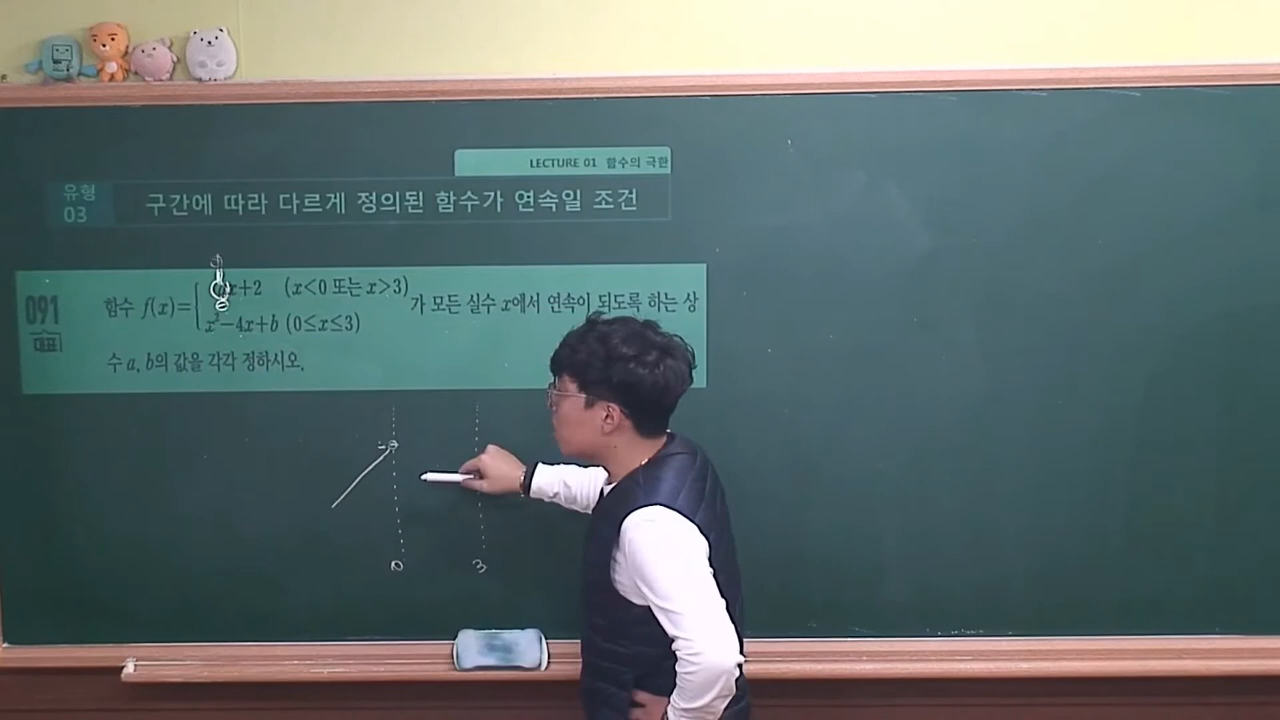 LECTURE 01 함수의 극한
유형 03
구간에 따라 다르게 정의된 함수가 연속일 조건
091
대표
함수 f(x)={ x+2 (x<0 또는 x>3)
x²-4x+b (0≤x≤3)
가 모든 실수 x에서 연속이 되도록 하는 상
수 a, b의 값을 각각 정하시오.
0
3